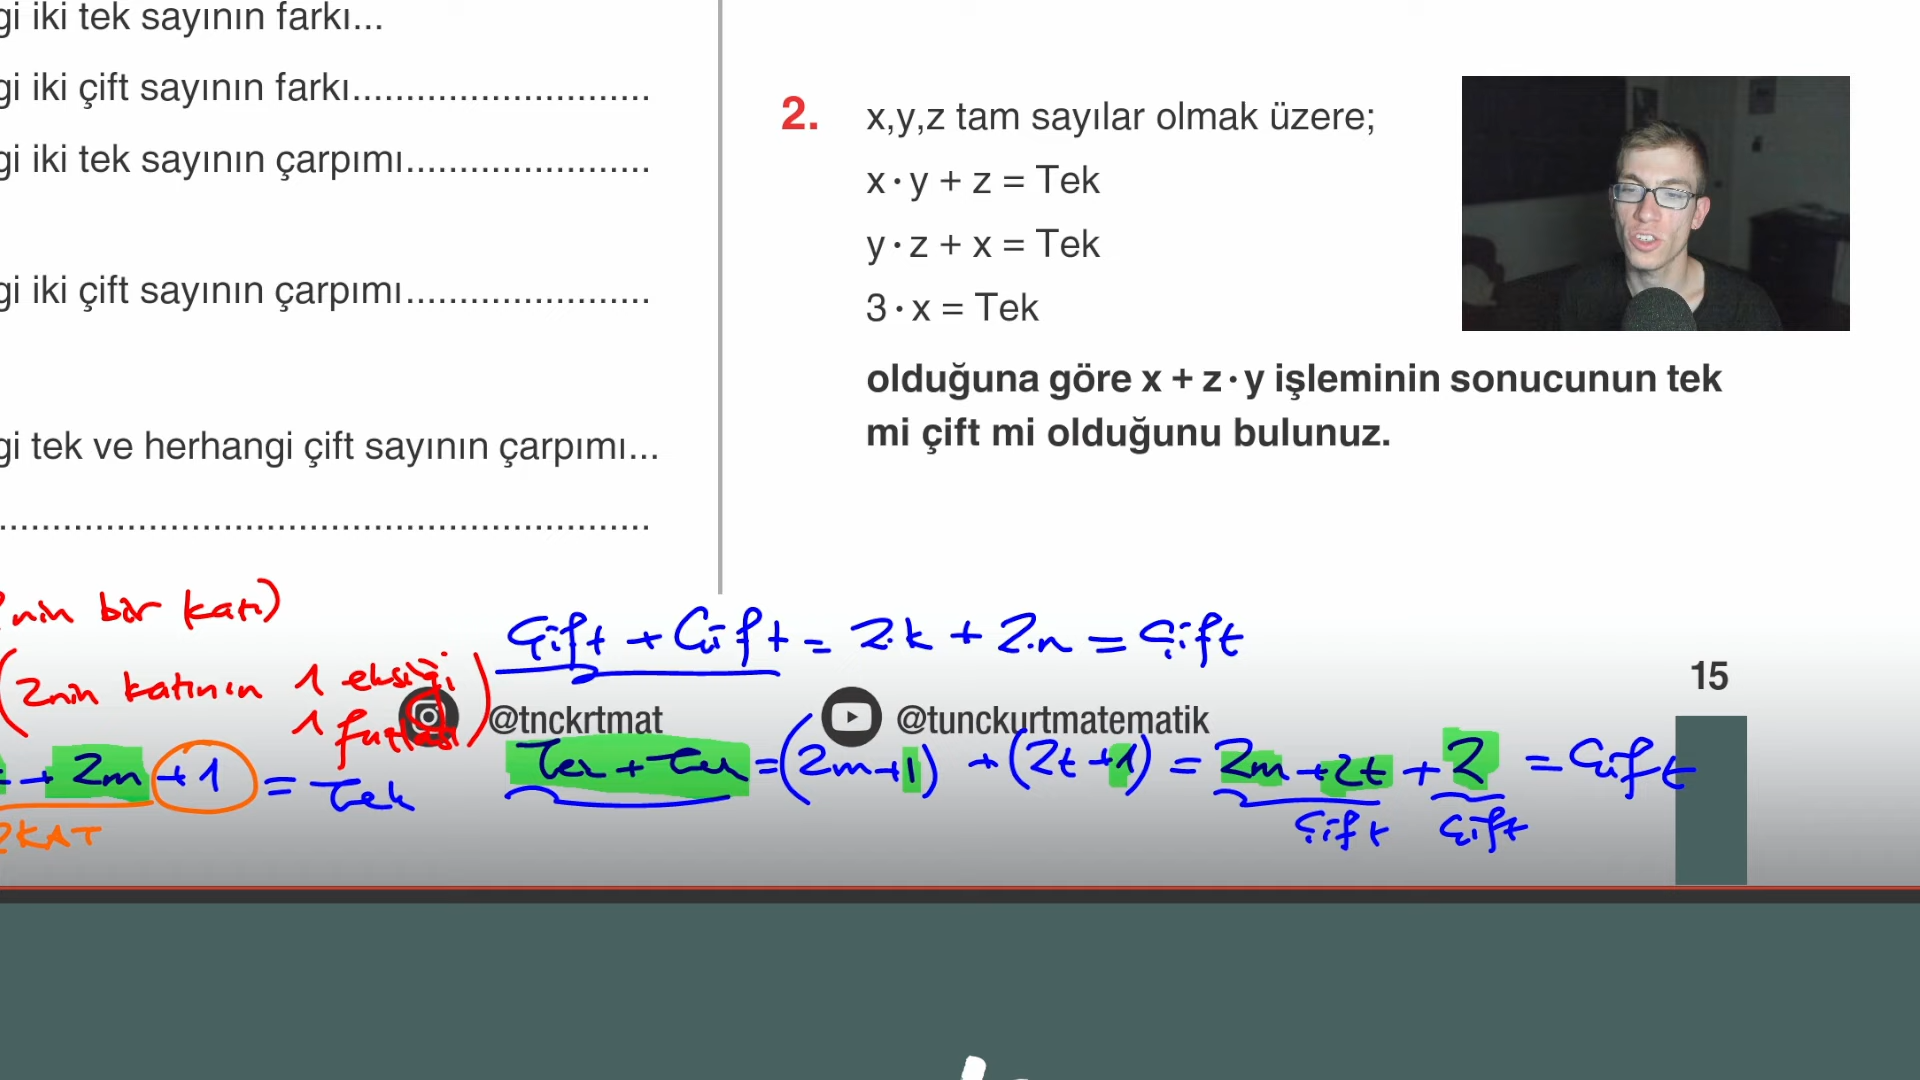 gi iki tek sayının farkı...
gi iki çift sayının farkı............................
gi iki tek sayının çarpımı.......................
gi iki çift sayının çarpımı.......................
gi tek ve herhangi çift sayının çarpımı...
.............................................................
2. x,y,z tam sayılar olmak üzere;
x·y + z = Tek
y·z + x = Tek
3·x = Tek
olduğuna göre x + z·y işleminin sonucunun tek
mi çift mi olduğunu bulunuz.
nin bir katı)
(2nin katının 1 eksiği
1 fazlası)
Çift + Çift = 2.k + 2.n = Çift
15
@tnckrtmat
@tunckurtmatematik
+ 2m +1 = Tek
2KAT
Tek + Tek = (2m+1) + (2t+1) = 2m+2t + 2 = Çift
Çift Çift